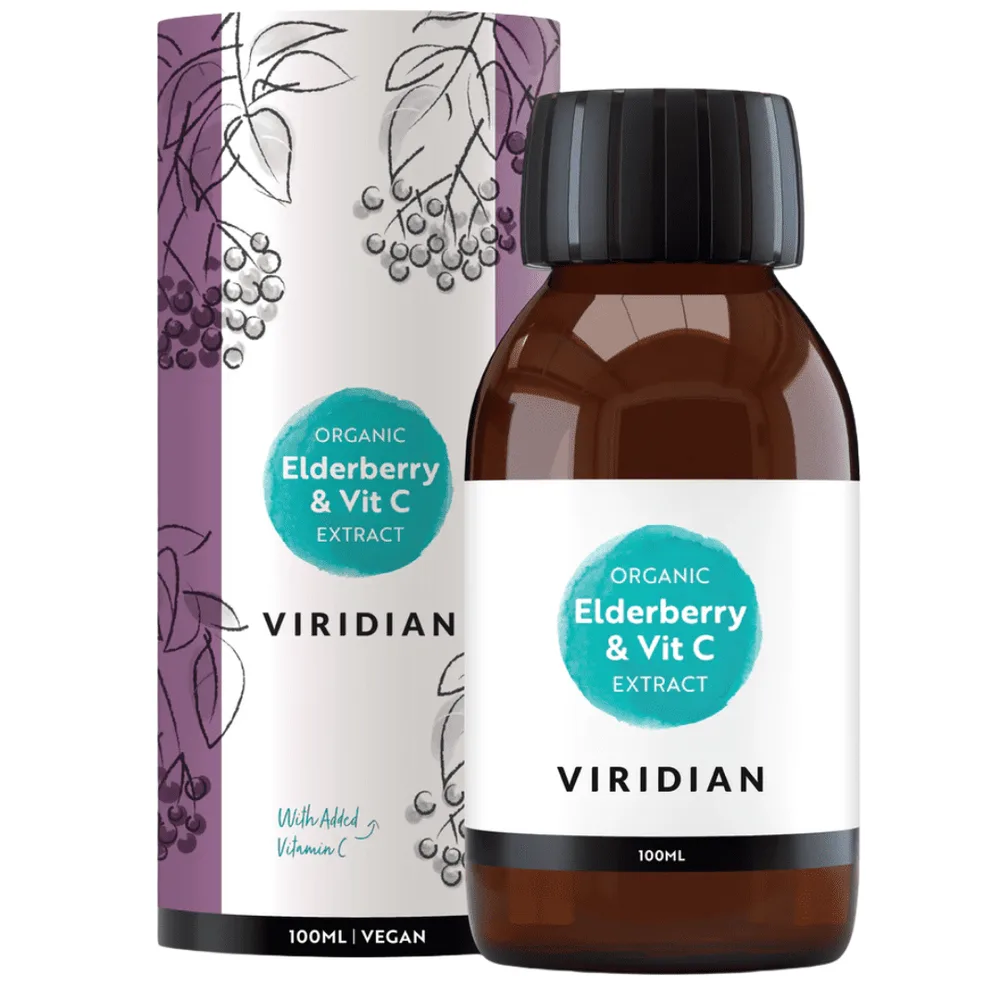 ORGANIC
Elderberry
& Vit C
EXTRACT
VIRIDIAN
With Added
Vitamin C
100ML | VEGAN
ORGANIC
Elderberry
& Vit C
EXTRACT
VIRIDIAN
100ML